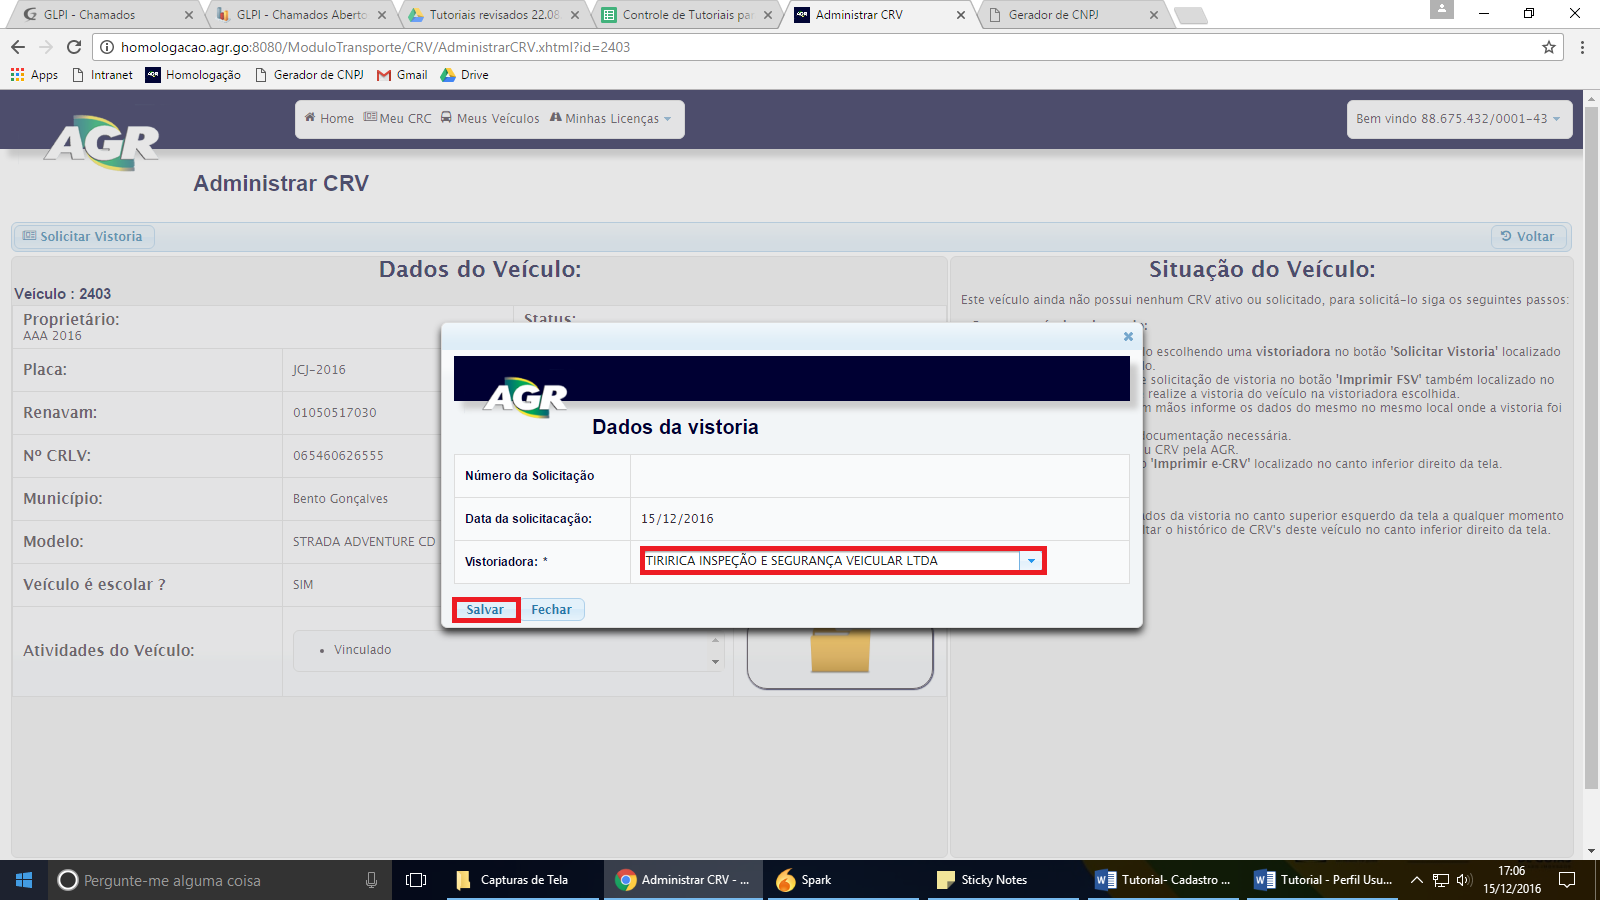 GLPI - Chamados
GLPI - Chamados Aberto
Tutoriais revisados 22.08
Controle de Tutoriais par
Administrar CRV
Gerador de CNPJ
homologacao.agr.go:8080/ModuloTransporte/CRV/AdministrarCRV.xhtml?id=2403
Apps
Intranet
AGR
Homologação
Gerador de CNPJ
Gmail
Drive
AGR
Home
Meu CRC
Meus Veículos
Minhas Licenças
Bem vindo 88.675.432/0001-43
Administrar CRV
Solicitar Vistoria
Voltar
Dados do Veículo:
Veículo : 2403
Proprietário:
AAA 2016
Status:
Placa:
JCJ-2016
Renavam:
01050517030
Nº CRLV:
065460626555
Município:
Bento Gonçalves
Modelo:
STRADA ADVENTURE CD
Veículo é escolar ?
SIM
Atividades do Veículo:
• Vinculado
Situação do Veículo:
Este veículo ainda não possui nenhum CRV ativo ou solicitado, para solicitá-lo siga os seguintes passos:
:
lo escolhendo uma vistoriadora no botão 'Solicitar Vistoria' localizado
o.
e solicitação de vistoria no botão 'Imprimir FSV' também localizado no
realize a vistoria do veículo na vistoriadora escolhida.
m mãos informe os dados do mesmo no mesmo local onde a vistoria foi
ocumentação necessária.
u CRV pela AGR.
o 'Imprimir e-CRV' localizado no canto inferior direito da tela.
dos da vistoria no canto superior esquerdo da tela a qualquer momento
tar o histórico de CRV's deste veículo no canto inferior direito da tela.
AGR
Dados da vistoria
Número da Solicitação
Data da solicitacação:
15/12/2016
Vistoriadora: *
TIRIRICA INSPEÇÃO E SEGURANÇA VEICULAR LTDA
Salvar
Fechar
Pergunte-me alguma coisa
Capturas de Tela
Administrar CRV - ...
Spark
Sticky Notes
Tutorial- Cadastro ...
Tutorial - Perfil Usu...
17:06
15/12/2016